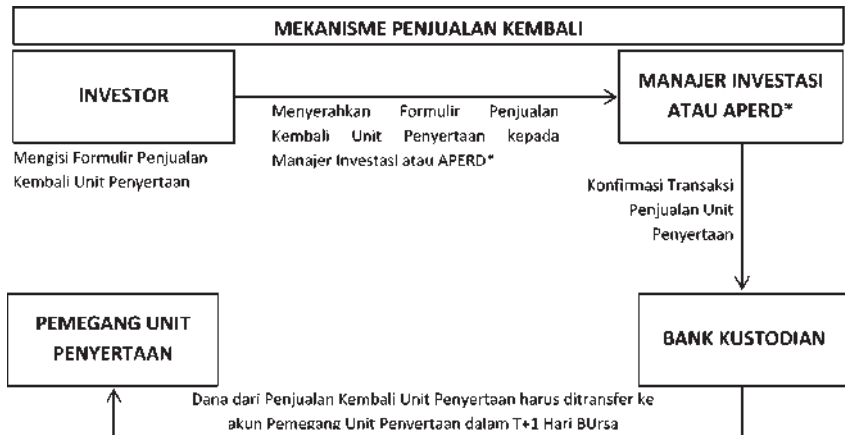 MEKANISME PENJUALAN KEMBALI
INVESTOR
Mengisi Formulir Penjualan
Kembali Unit Penyertaan
Menyerahkan Formulir Penjualan
Kembali Unit Penyertaan kepada
Manajer Investasi atau APERD*
MANAJER INVESTASI
ATAU APERD*
Konfirmasi Transaksi
Penjualan Unit
Penyertaan
BANK KUSTODIAN
Dana dari Penjualan Kembali Unit Penyertaan harus ditransfer ke
akun Pemegang Unit Penyertaan dalam T+1 Hari BUrsa
PEMEGANG UNIT
PENYERTAAN